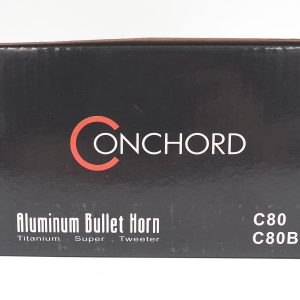 CONCHORD
Aluminum Bullet Horn
Titanium Super Tweeter
C80
C80B